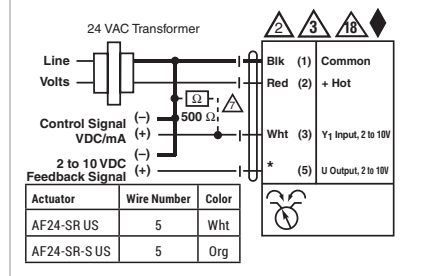 24 VAC Transformer
2 3 18
Line
Volts
Blk (1) Common
Red (2) + Hot
Ω
7
500 Ω
Control Signal (–)
VDC/mA (+)
Wht (3) Y1 Input, 2 to 10V
2 to 10 VDC (–)
Feedback Signal (+)
* (5) U Output, 2 to 10V
Actuator Wire Number Color
AF24-SR US 5 Wht
AF24-SR-S US 5 Org